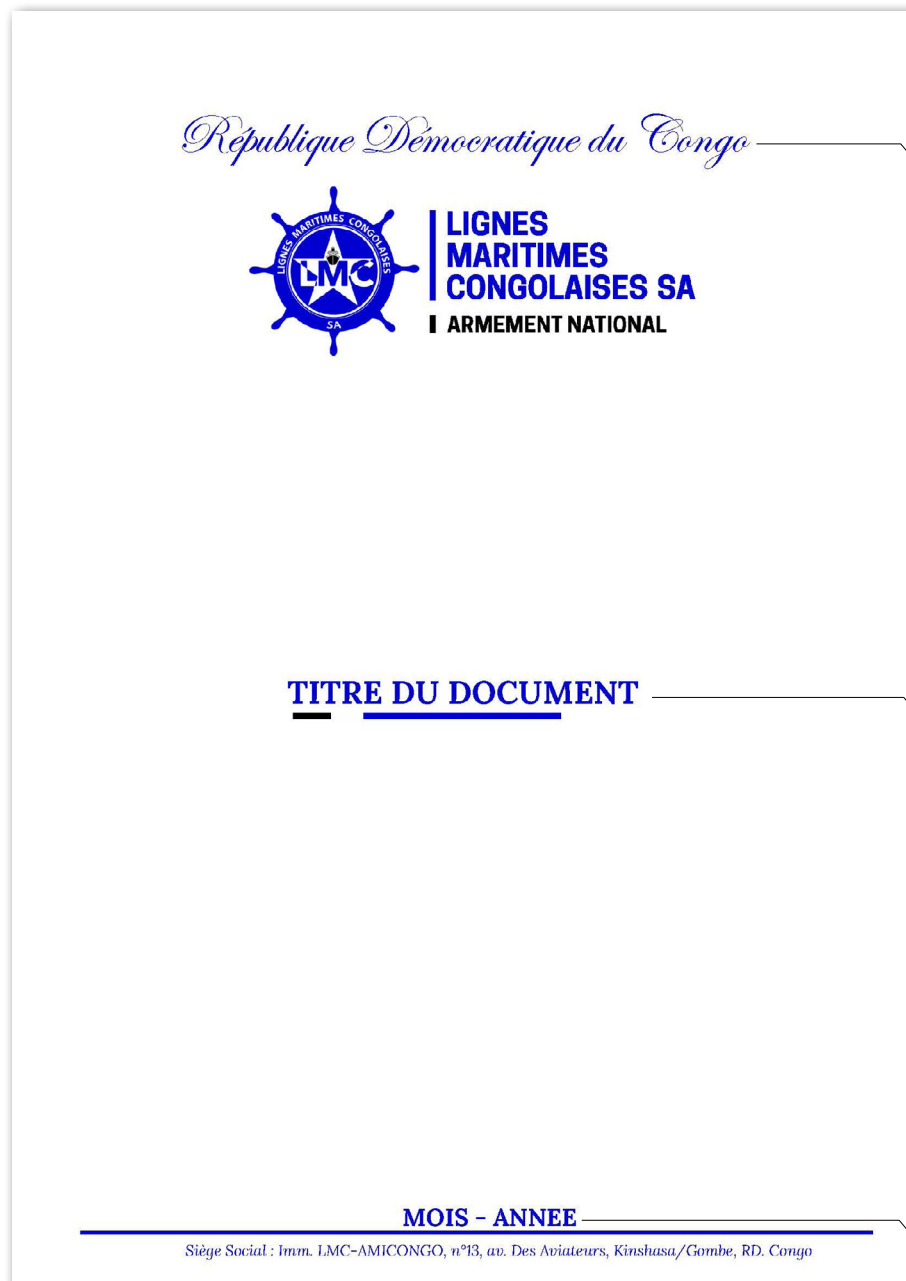 République Démocratique du Congo
LIGNES MARITIMES CONGOLAISES
LMC
SA
LIGNES
MARITIMES
CONGOLAISES SA
ARMEMENT NATIONAL
TITRE DU DOCUMENT
MOIS - ANNEE
Siège Social : Imm. LMC-AMICONGO, n°13, av. Des Aviateurs, Kinshasa/Gombe, RD. Congo